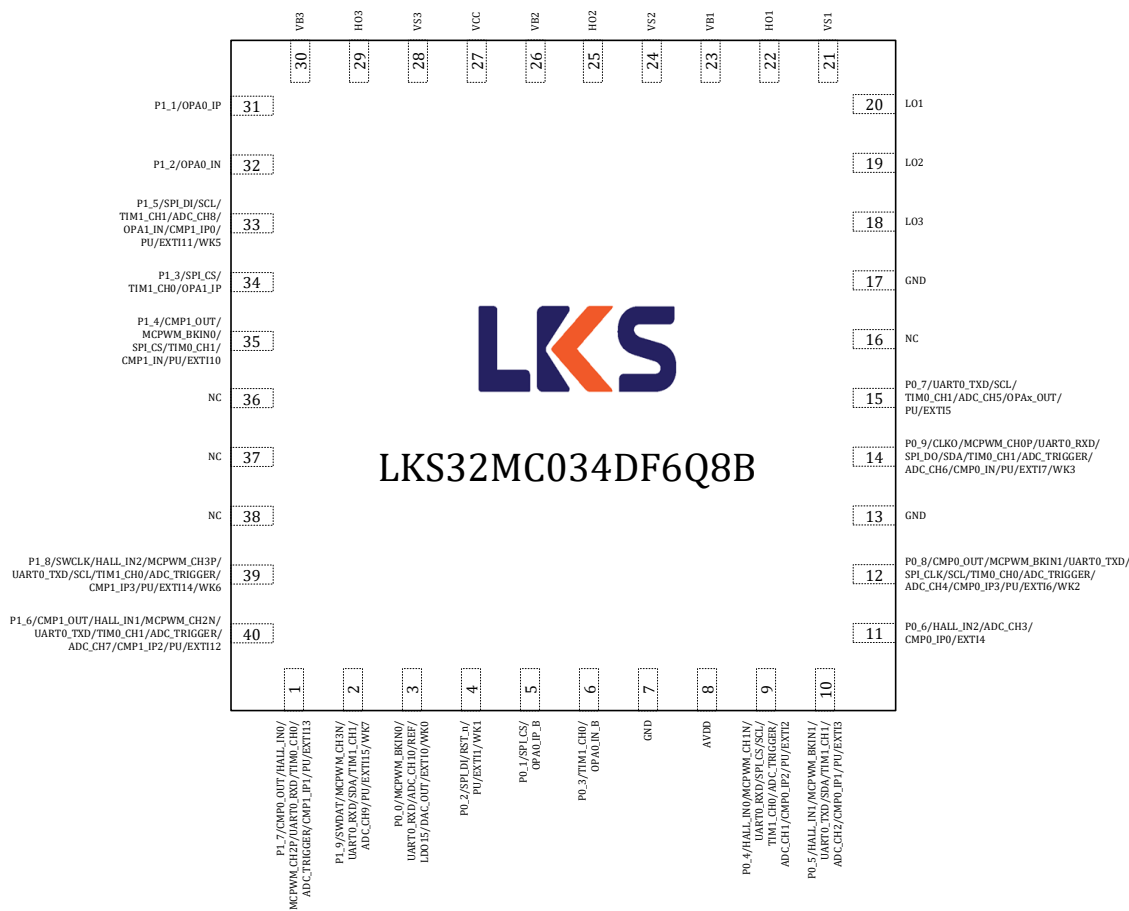 VB3
HO3
VS3
VCC
VB2
HO2
VS2
VB1
HO1
VS1
30
29
28
27
26
25
24
23
22
21
P1_1/OPA0_IP
31
P1_2/OPA0_IN
32
P1_5/SPI_DI/SCL/
TIM1_CH1/ADC_CH8/
OPA1_IN/CMP1_IP0/
PU/EXTI11/WK5
33
P1_3/SPI_CS/
TIM1_CH0/OPA1_IP
34
P1_4/CMP1_OUT/
MCPWM_BKIN0/
SPI_CS/TIM0_CH1/
CMP1_IN/PU/EXTI10
35
NC
36
NC
37
NC
38
P1_8/SWCLK/HALL_IN2/MCPWM_CH3P/
UART0_TXD/SCL/TIM1_CH0/ADC_TRIGGER/
CMP1_IP3/PU/EXTI14/WK6
39
P1_6/CMP1_OUT/HALL_IN1/MCPWM_CH2N/
UART0_TXD/TIM0_CH1/ADC_TRIGGER/
ADC_CH7/CMP1_IP2/PU/EXTI12
40
LKS
LKS32MC034DF6Q8B
20
LO1
19
LO2
18
LO3
17
GND
16
NC
15
P0_7/UART0_TXD/SCL/
TIM0_CH1/ADC_CH5/OPAx_OUT/
PU/EXTI5
14
P0_9/CLKO/MCPWM_CH0P/UART0_RXD/
SPI_DO/SDA/TIM0_CH1/ADC_TRIGGER/
ADC_CH6/CMP0_IN/PU/EXTI7/WK3
13
GND
12
P0_8/CMP0_OUT/MCPWM_BKIN1/UART0_TXD/
SPI_CLK/SCL/TIM0_CH0/ADC_TRIGGER/
ADC_CH4/CMP0_IP3/PU/EXTI6/WK2
11
P0_6/HALL_IN2/ADC_CH3/
CMP0_IP0/EXTI4
1
2
3
4
5
6
7
8
9
10
P1_7/CMP0_OUT/HALL_IN0/
MCPWM_CH2P/UART0_RXD/TIM0_CH0/
ADC_TRIGGER/CMP1_IP1/PU/EXTI13
P1_9/SWDAT/MCPWM_CH3N/
UART0_RXD/SDA/TIM1_CH1/
ADC_CH9/PU/EXTI15/WK7
P0_0/MCPWM_BKIN0/
UART0_RXD/ADC_CH10/REF/
LDO15/DAC_OUT/EXTI0/WK0
P0_2/SPI_DI/RST_n/
PU/EXTI1/WK1
P0_1/SPI_CS/
OPA0_IP_B
P0_3/TIM1_CH0/
OPA0_IN_B
GND
AVDD
P0_4/HALL_IN0/MCPWM_CH1N/
UART0_RXD/SPI_CS/SCL/
TIM1_CH0/ADC_TRIGGER/
ADC_CH1/CMP0_IP2/PU/EXTI2
P0_5/HALL_IN1/MCPWM_BKIN1/
UART0_TXD/SDA/TIM1_CH1/
ADC_CH2/CMP0_IP1/PU/EXTI3